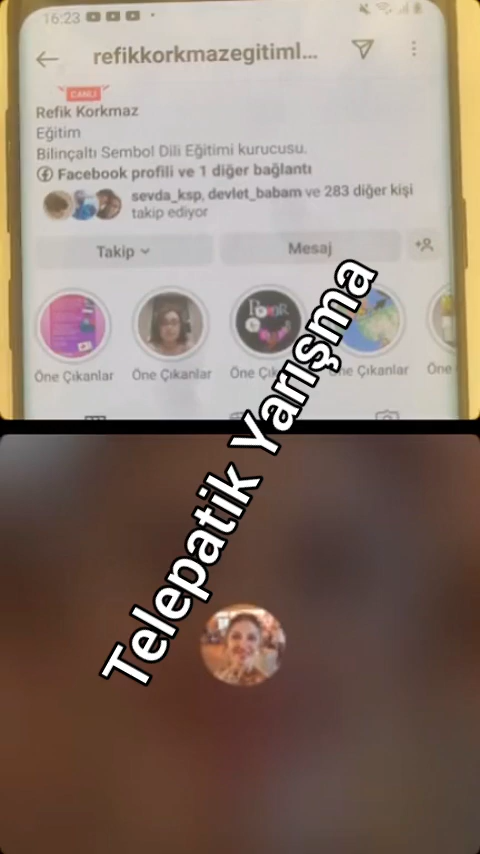 16:23
refikkorkmazegitiml...
CANLI
Refik Korkmaz
Eğitim
Bilinçaltı Sembol Dili Eğitimi kurucusu.
Facebook profili ve 1 diğer bağlantı
sevda_ksp, devlet_babam ve 283 diğer kişi
takip ediyor
Takip
Mesaj
Öne Çıkanlar
Öne Çıkanlar
Öne Çıkanlar
Öne
Telepatik Yarışma